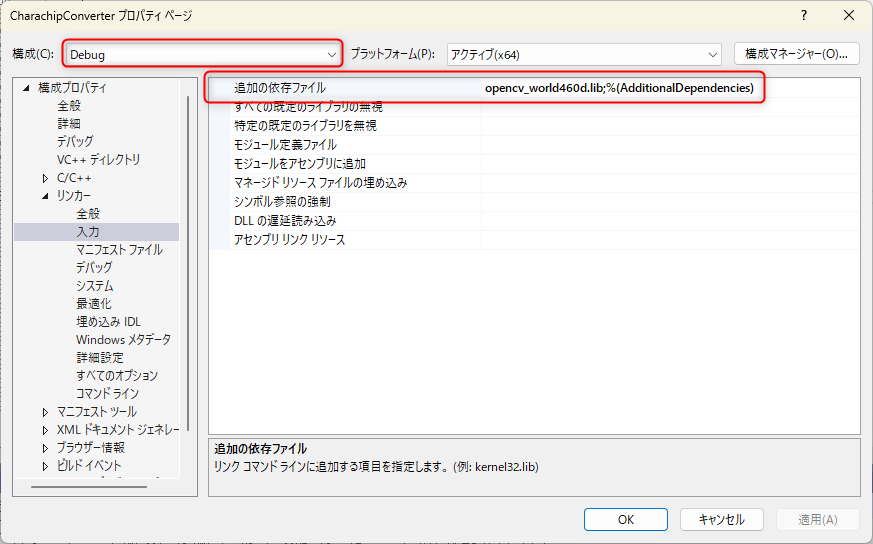 CharachipConverter プロパティ ページ
構成(C):
Debug
プラットフォーム(P):
アクティブ(x64)
構成マネージャー(O)...
構成プロパティ
全般
詳細
デバッグ
VC++ ディレクトリ
C/C++
リンカー
全般
入力
マニフェスト ファイル
デバッグ
システム
最適化
埋め込み IDL
Windows メタデータ
詳細設定
すべてのオプション
コマンド ライン
マニフェスト ツール
XML ドキュメント ジェネレー
ブラウザー情報
ビルド イベント
追加の依存ファイル opencv_world460d.lib;%(AdditionalDependencies)
すべての既定のライブラリの無視
特定の既定のライブラリを無視
モジュール定義ファイル
モジュールをアセンブリに追加
マネージド リソース ファイルの埋め込み
シンボル参照の強制
DLL の遅延読み込み
アセンブリ リンク リソース
追加の依存ファイル
リンク コマンド ラインに追加する項目を指定します。 (例: kernel32.lib)
OK
キャンセル
適用(A)